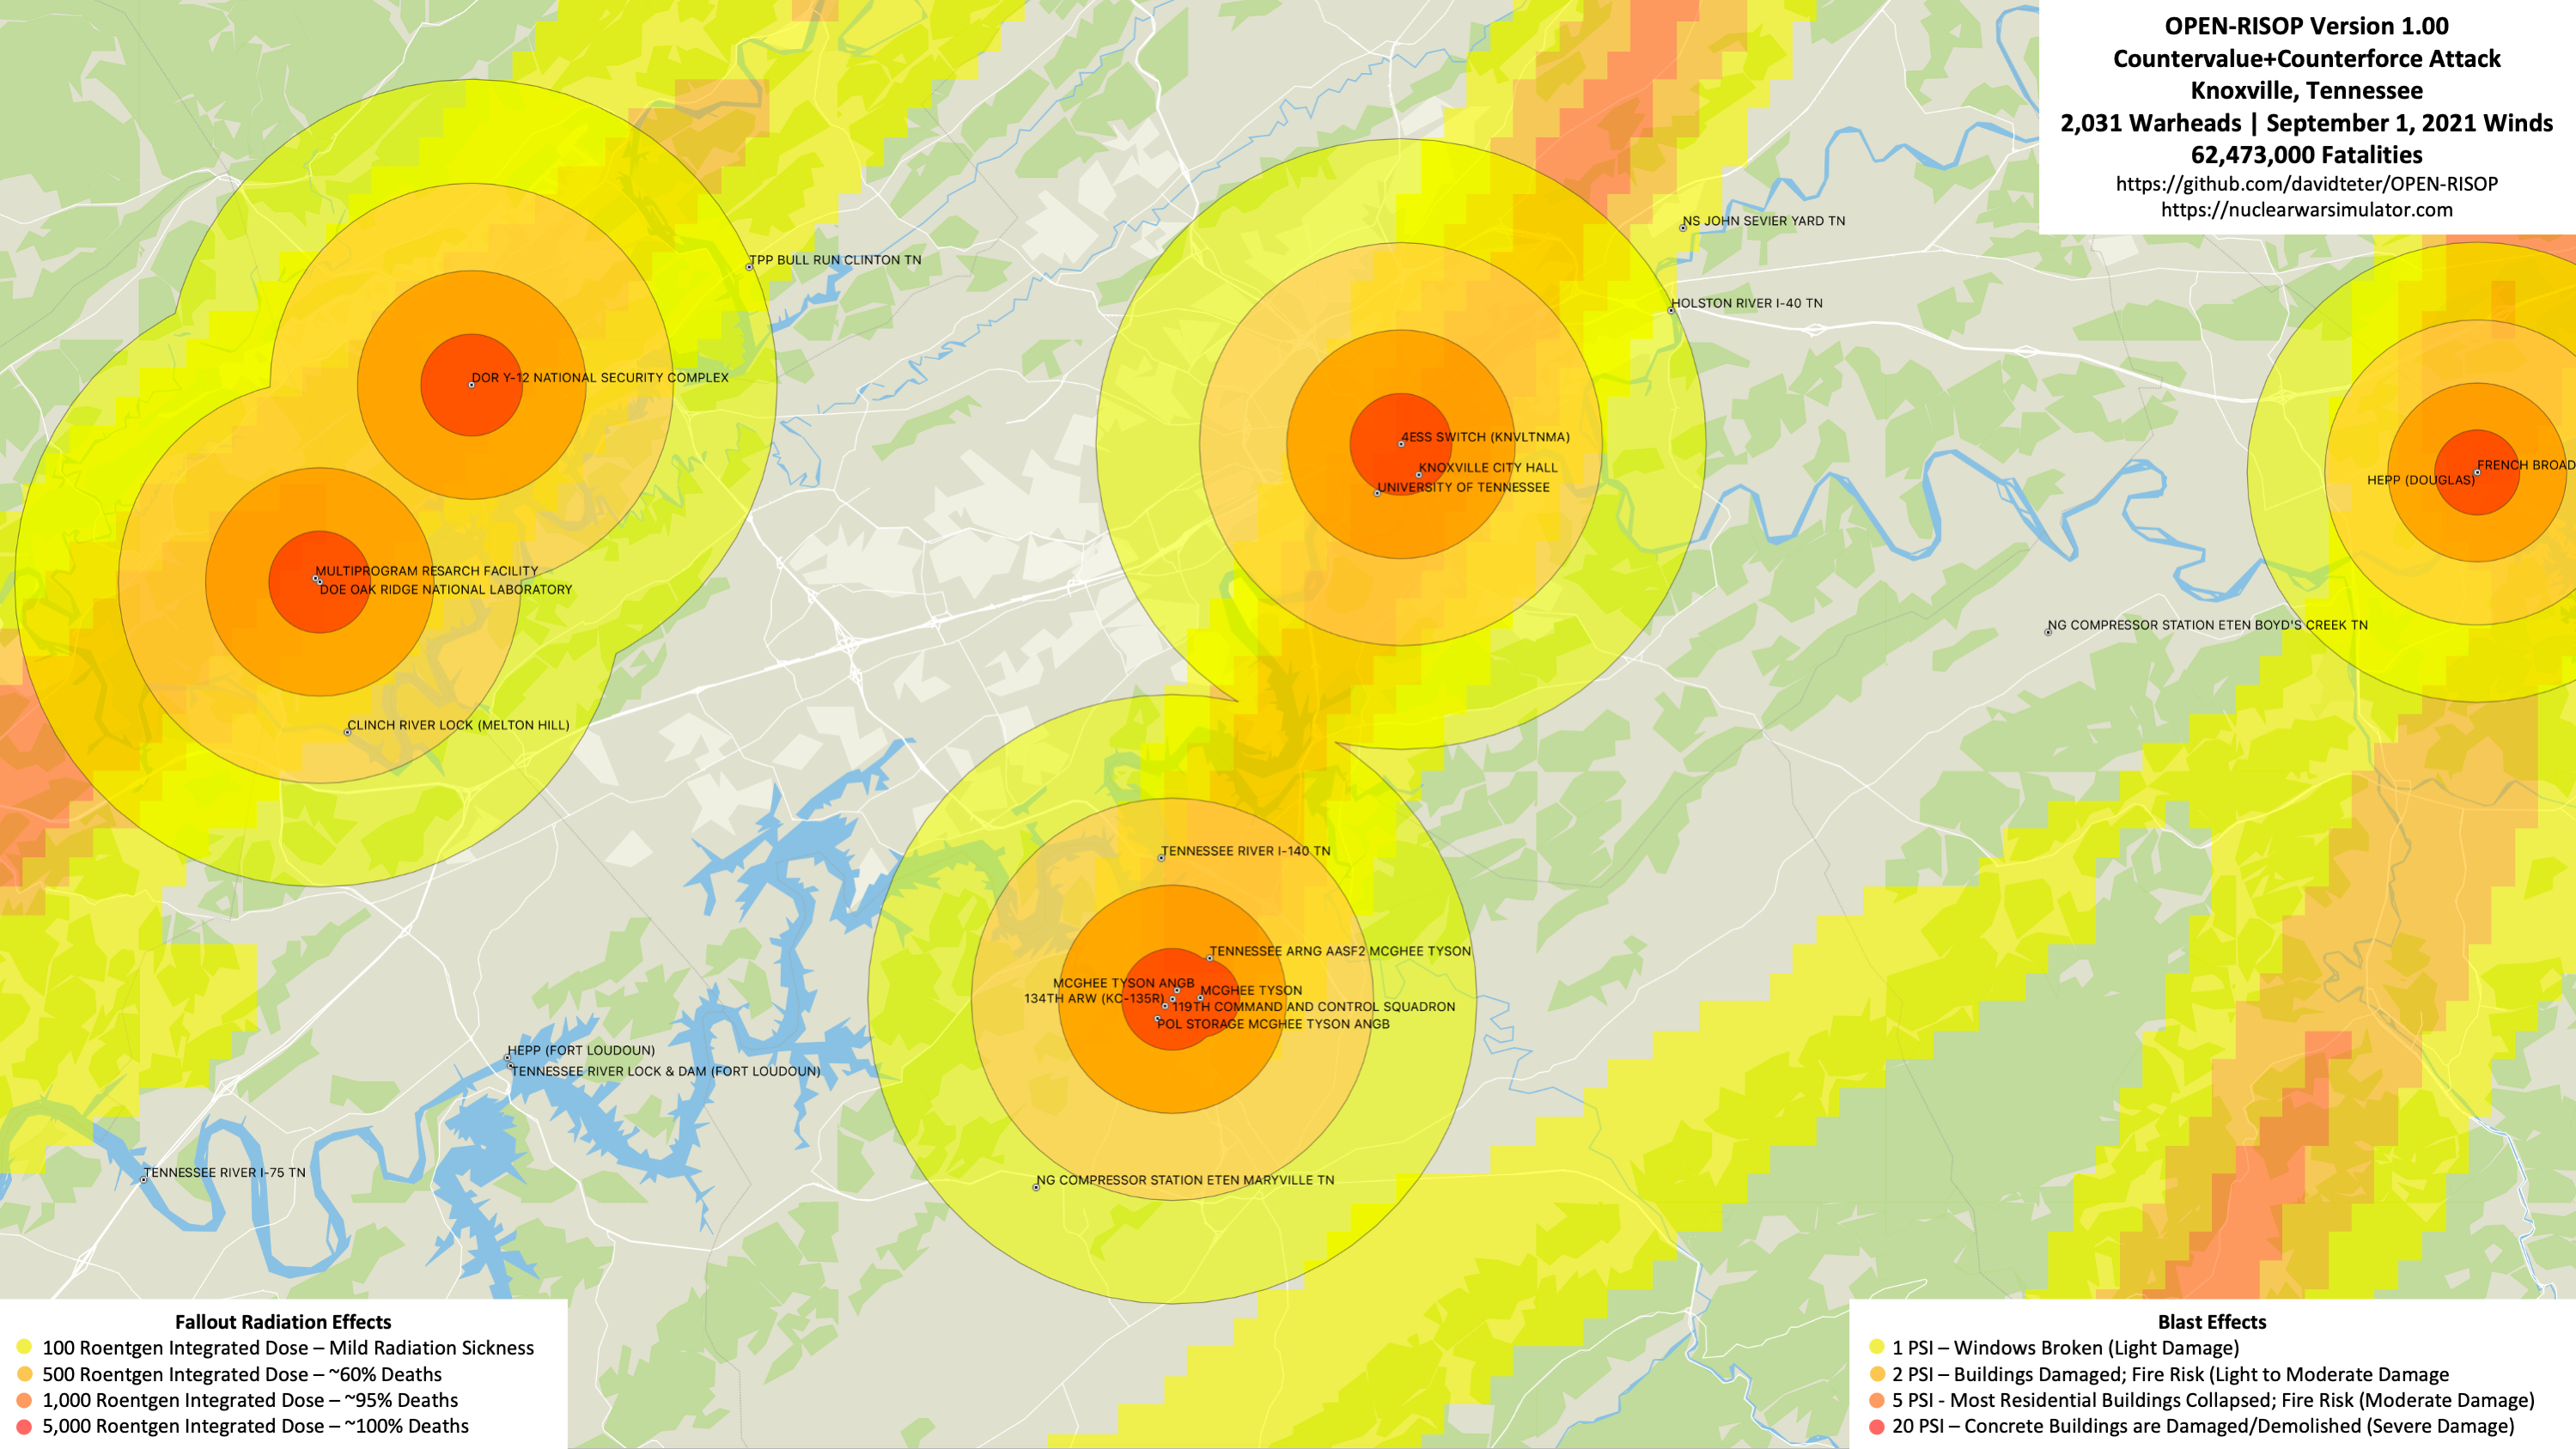 OPEN-RISOP Version 1.00
Countervalue+Counterforce Attack
Knoxville, Tennessee
2,031 Warheads | September 1, 2021 Winds
62,473,000 Fatalities
https://github.com/davidteter/OPEN-RISOP
https://nuclearwarsimulator.com
NS JOHN SEVIER YARD TN
TPP BULL RUN CLINTON TN
HOLSTON RIVER I-40 TN
DOR Y-12 NATIONAL SECURITY COMPLEX
4ESS SWITCH (KNVLTNMA)
KNOXVILLE CITY HALL
UNIVERSITY OF TENNESSEE
FRENCH BROAD
HEPP (DOUGLAS)
MULTIPROGRAM RESARCH FACILITY
DOE OAK RIDGE NATIONAL LABORATORY
NG COMPRESSOR STATION ETEN BOYD'S CREEK TN
CLINCH RIVER LOCK (MELTON HILL)
TENNESSEE RIVER I-140 TN
TENNESSEE ARNG AASF2 MCGHEE TYSON
MCGHEE TYSON ANGB
MCGHEE TYSON
134TH ARW (KC-135R)
119TH COMMAND AND CONTROL SQUADRON
POL STORAGE MCGHEE TYSON ANGB
HEPP (FORT LOUDOUN)
TENNESSEE RIVER LOCK & DAM (FORT LOUDOUN)
TENNESSEE RIVER I-75 TN
NG COMPRESSOR STATION ETEN MARYVILLE TN
Fallout Radiation Effects
100 Roentgen Integrated Dose – Mild Radiation Sickness
500 Roentgen Integrated Dose – ~60% Deaths
1,000 Roentgen Integrated Dose – ~95% Deaths
5,000 Roentgen Integrated Dose – ~100% Deaths
Blast Effects
1 PSI – Windows Broken (Light Damage)
2 PSI – Buildings Damaged; Fire Risk (Light to Moderate Damage
5 PSI - Most Residential Buildings Collapsed; Fire Risk (Moderate Damage)
20 PSI – Concrete Buildings are Damaged/Demolished (Severe Damage)